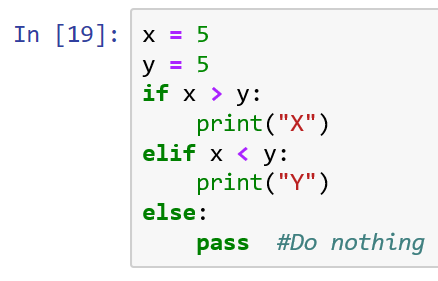 In [19]: x = 5
y = 5
if x > y:
    print("X")
elif x < y:
    print("Y")
else:
    pass  #Do nothing